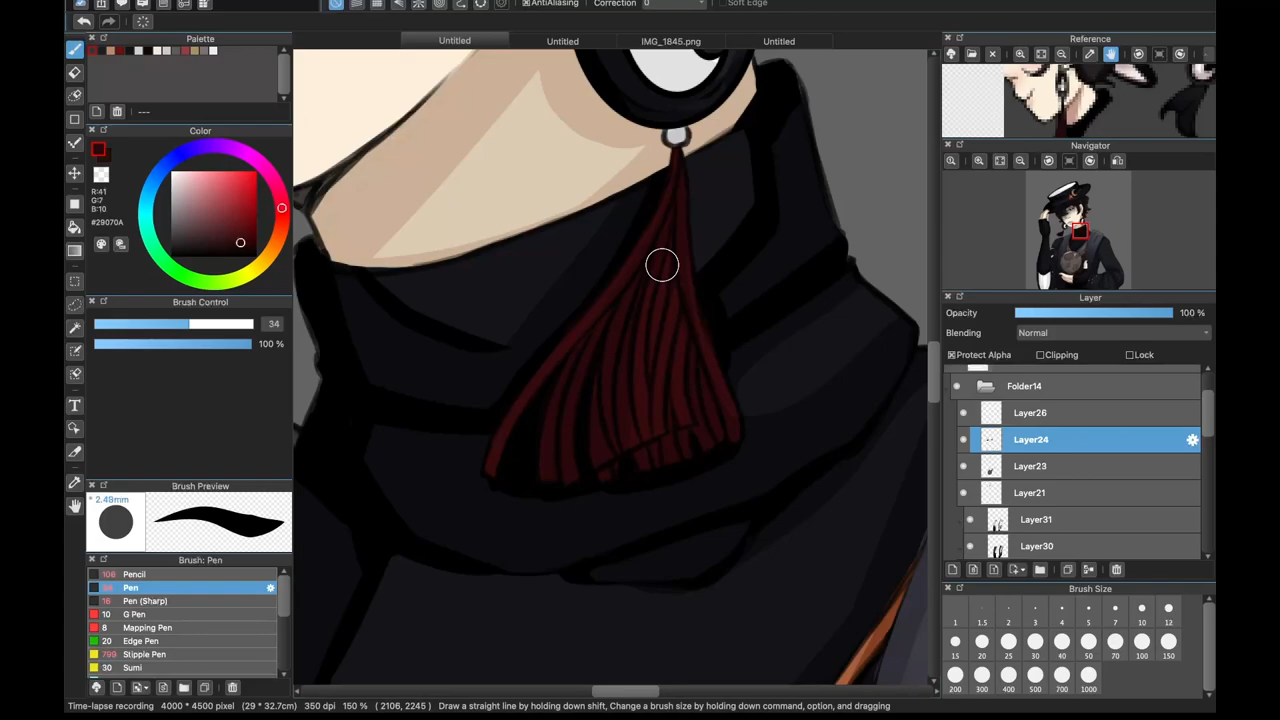 AntiAliasing Correction 0 Soft Edge
Palette
Untitled Untitled IMG_1845.png Untitled
Reference
---
Color
R:41
G:7
B:10
#29070A
Navigator
Brush Control
34
100 %
Layer
Opacity 100 %
Blending Normal
Protect Alpha Clipping Lock
Folder14
Layer26
Layer24
Layer23
Layer21
Layer31
Layer30
Brush Preview
* 2.49mm
Brush: Pen
106 Pencil
34 Pen
16 Pen (Sharp)
10 G Pen
8 Mapping Pen
20 Edge Pen
799 Stipple Pen
30 Sumi
Brush Size
1 1.5 2 3 4 5 7 10 12
15 20 25 30 40 50 70 100 150
200 300 400 500 700 1000
Time-lapse recording 4000 * 4500 pixel (29 * 32.7cm) 350 dpi 150 % ( 2106, 2245 ) Draw a straight line by holding down shift, Change a brush size by holding down command, option, and dragging